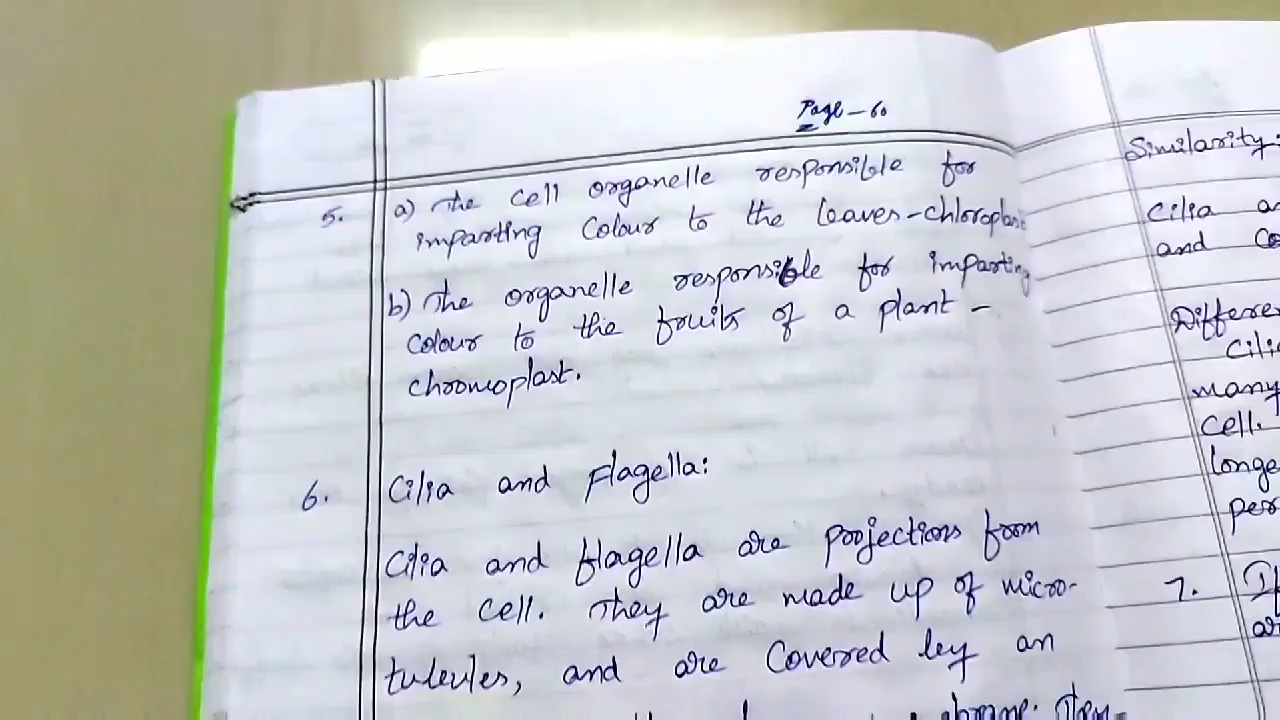 Page-60
5. a) The cell organelle responsible for
imparting colour to the leaves-chloroplast
b) The organelle responsible for imparting
colour to the fruits of a plant -
chromoplast.
6. Cilia and Flagella:
Cilia and flagella are projections from
the cell. They are made up of micro-
tubules, and are covered by an
Similarity:
Cilia
and
Differe
Cili
many
cell.
longe
per
7. If
ar